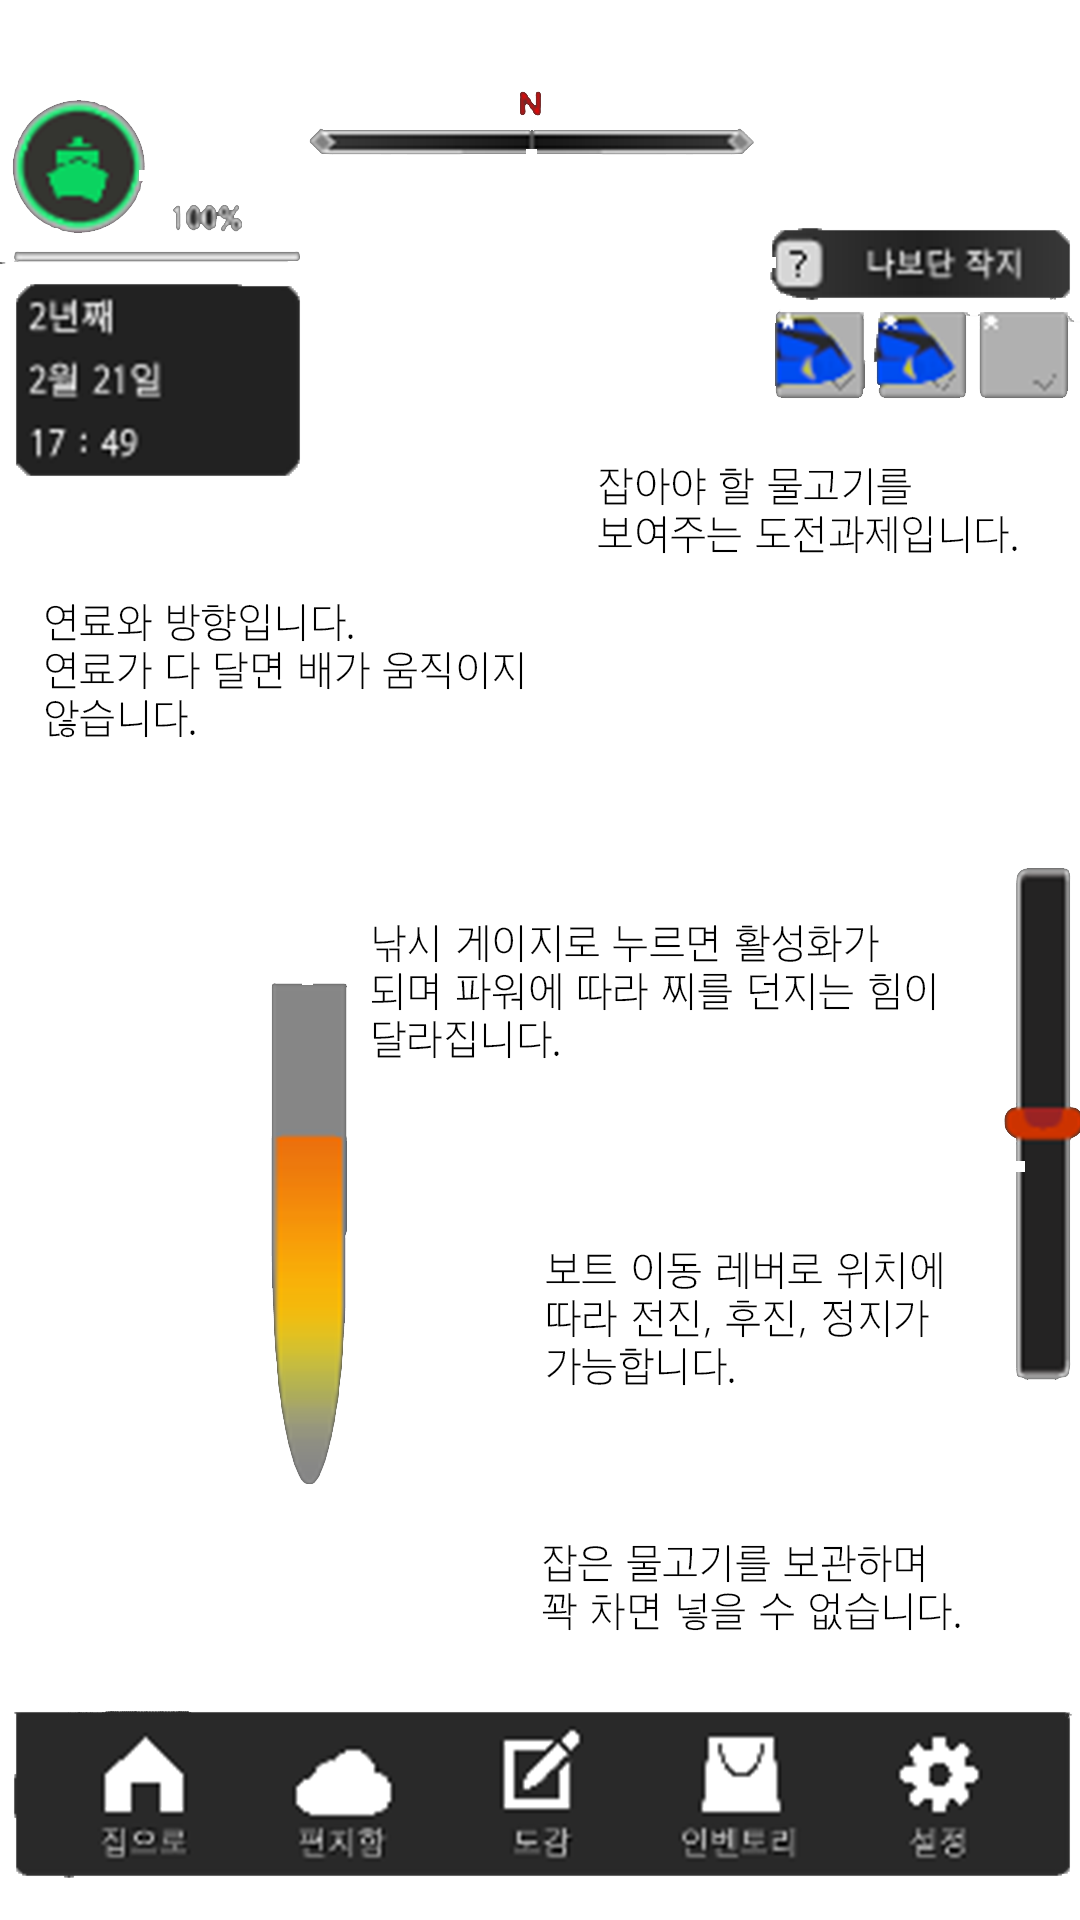 N
100%
? 나보단 작지
2년째
2월 21일
17 : 49
잡아야 할 물고기를
보여주는 도전과제입니다.
연료와 방향입니다.
연료가 다 달면 배가 움직이지
않습니다.
낚시 게이지로 누르면 활성화가
되며 파워에 따라 찌를 던지는 힘이
달라집니다.
보트 이동 레버로 위치에
따라 전진, 후진, 정지가
가능합니다.
잡은 물고기를 보관하며
꽉 차면 넣을 수 없습니다.
집으로 편지함 도감 인벤토리 설정